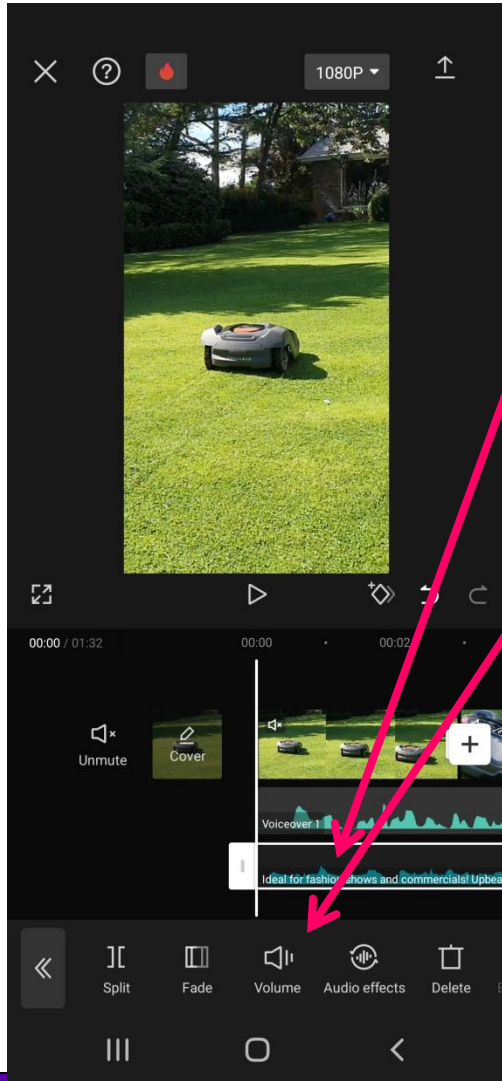 1080P
00:00 / 01:32
00:00
00:02
Unmute
Cover
Voiceover 1
Ideal for fashion shows and commercials! Upbea
Split
Fade
Volume
Audio effects
Delete